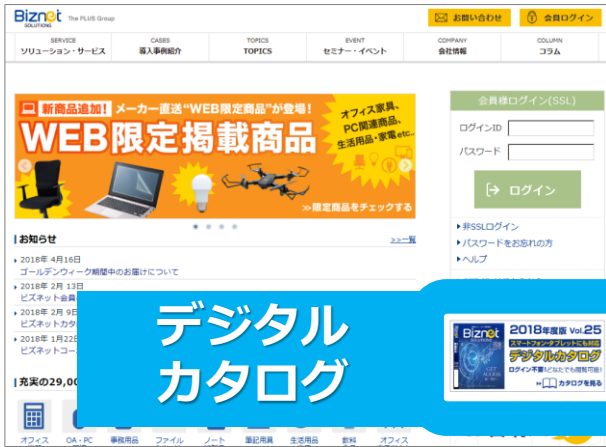 Biznet
SOLUTIONS
The PLUS Group
お問い合わせ
会員ログイン
SERVICE
ソリューション・サービス
CASES
導入事例紹介
TOPICS
TOPICS
EVENT
セミナー・イベント
COMPANY
会社情報
COLUMN
コラム
新商品追加! メーカー直送“WEB限定商品”が登場!
WEB限定掲載商品
オフィス家具、
PC関連商品、
生活用品・家電etc...
≫限定商品をチェックする
会員様ログイン(SSL)
ログインID
パスワード
ログイン
非SSLログイン
パスワードをお忘れの方
ヘルプ
お知らせ
>>一覧
2018年 4月16日
ゴールデンウィーク期間中のお届けについて
2018年 2月 13日
ビズネット会員
2018年 2月 9日
ビズネットカタ
2018年 1月22日
ビズネットコー
デジタル
カタログ
Biznet
SOLUTIONS
2018年度版 Vol.25
スマートフォン・タブレットにも対応
デジタルカタログ
ログイン不要!どなたでも閲覧可能!
カタログを見る
充実の29,00
オフィス
OA・PC
事務用品
ファイル
ノート
筆記用具
生活用品
飲料
オフィス